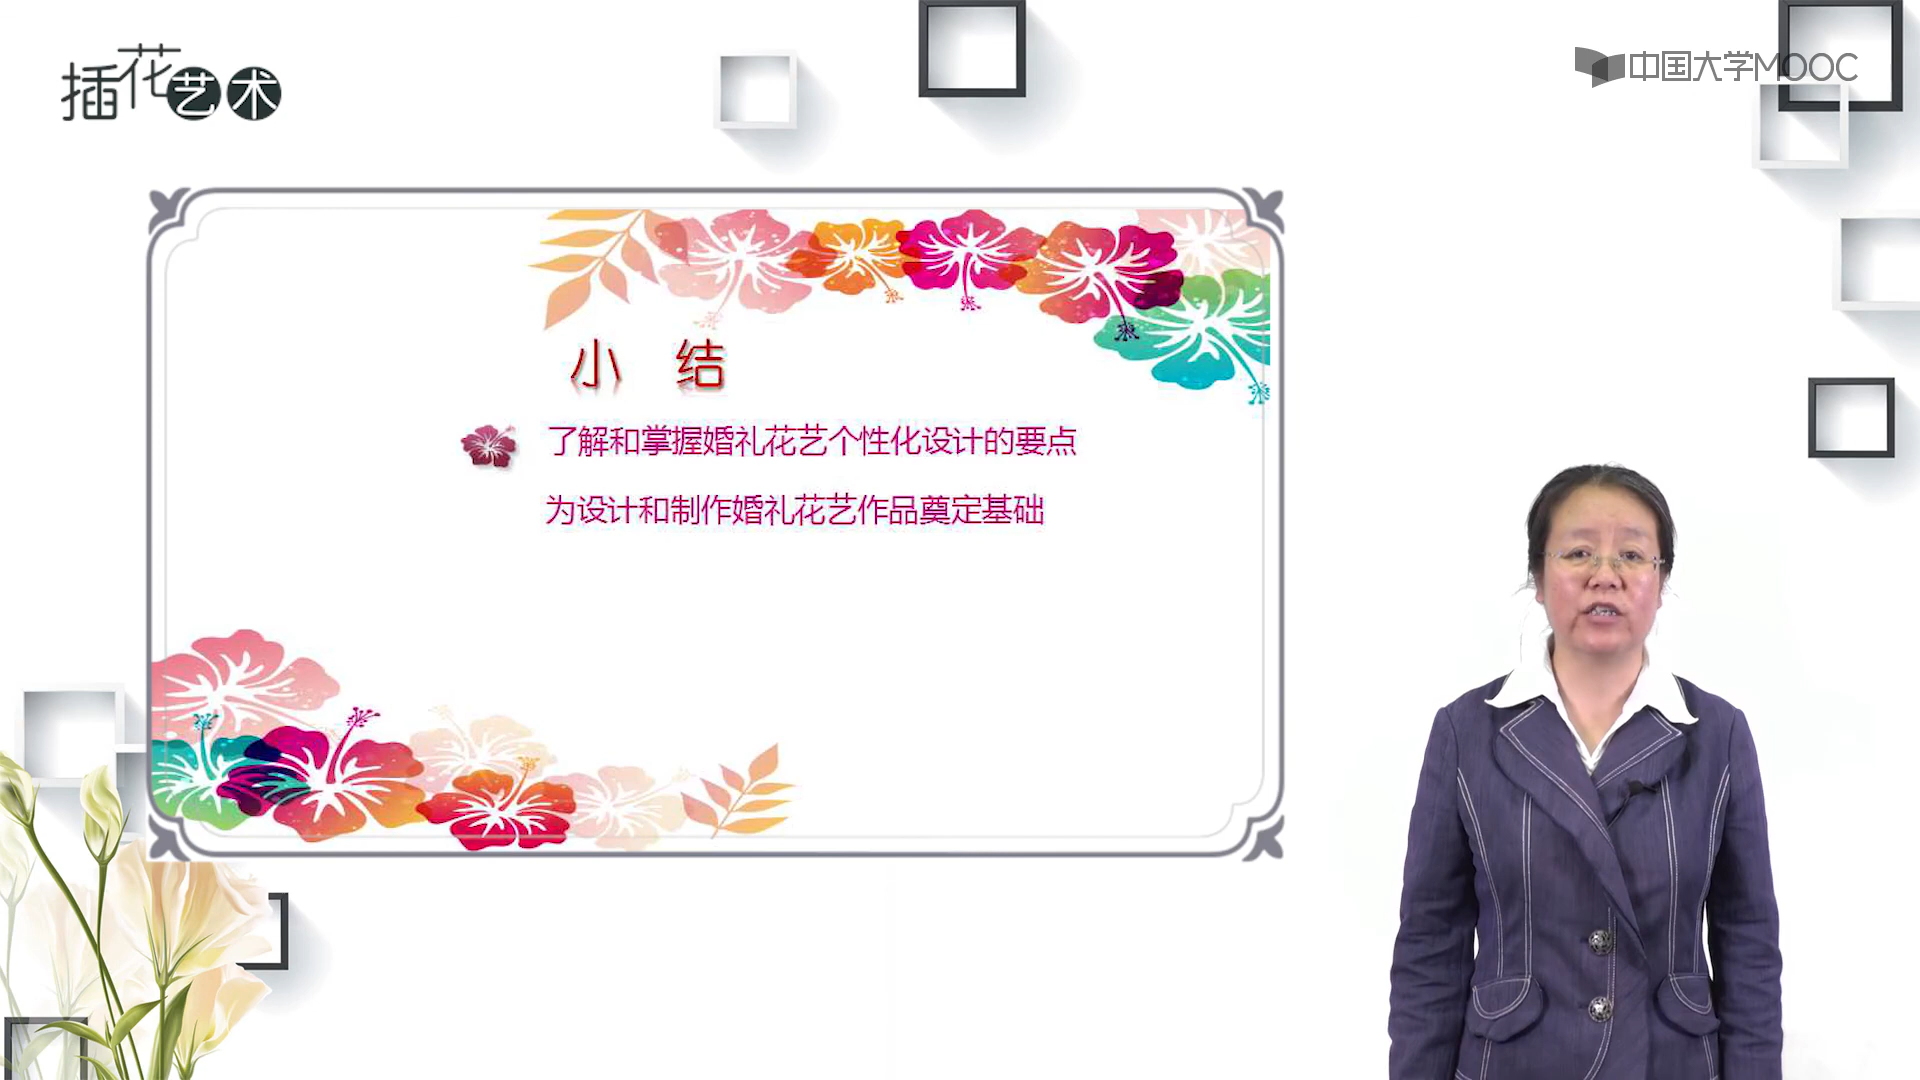 插花艺术
中国大学MOOC
小 结
了解和掌握婚礼花艺个性化设计的要点
为设计和制作婚礼花艺作品奠定基础